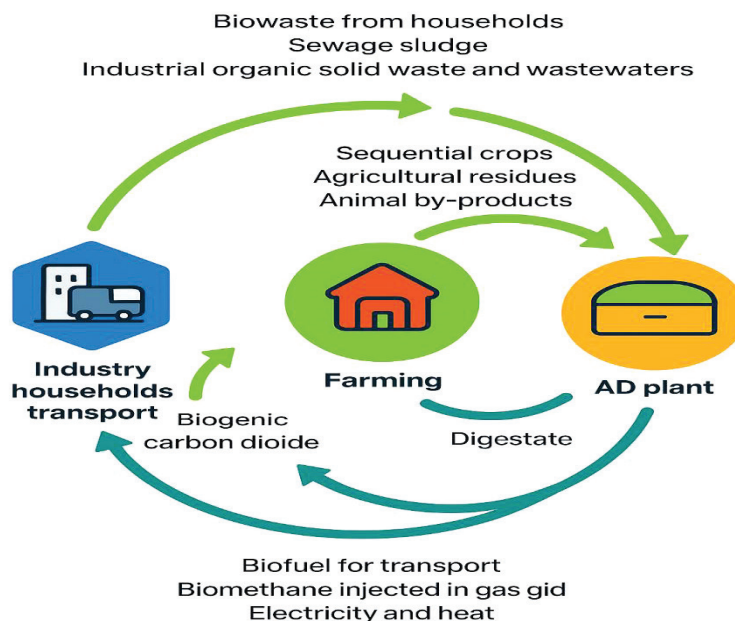 Biowaste from households
Sewage sludge
Industrial organic solid waste and wastewaters
Sequential crops
Agricultural residues
Animal by-products
Industry
households
transport
Farming
AD plant
Biogenic
carbon dioide
Digestate
Biofuel for transport
Biomethane injected in gas gid
Electricity and heat